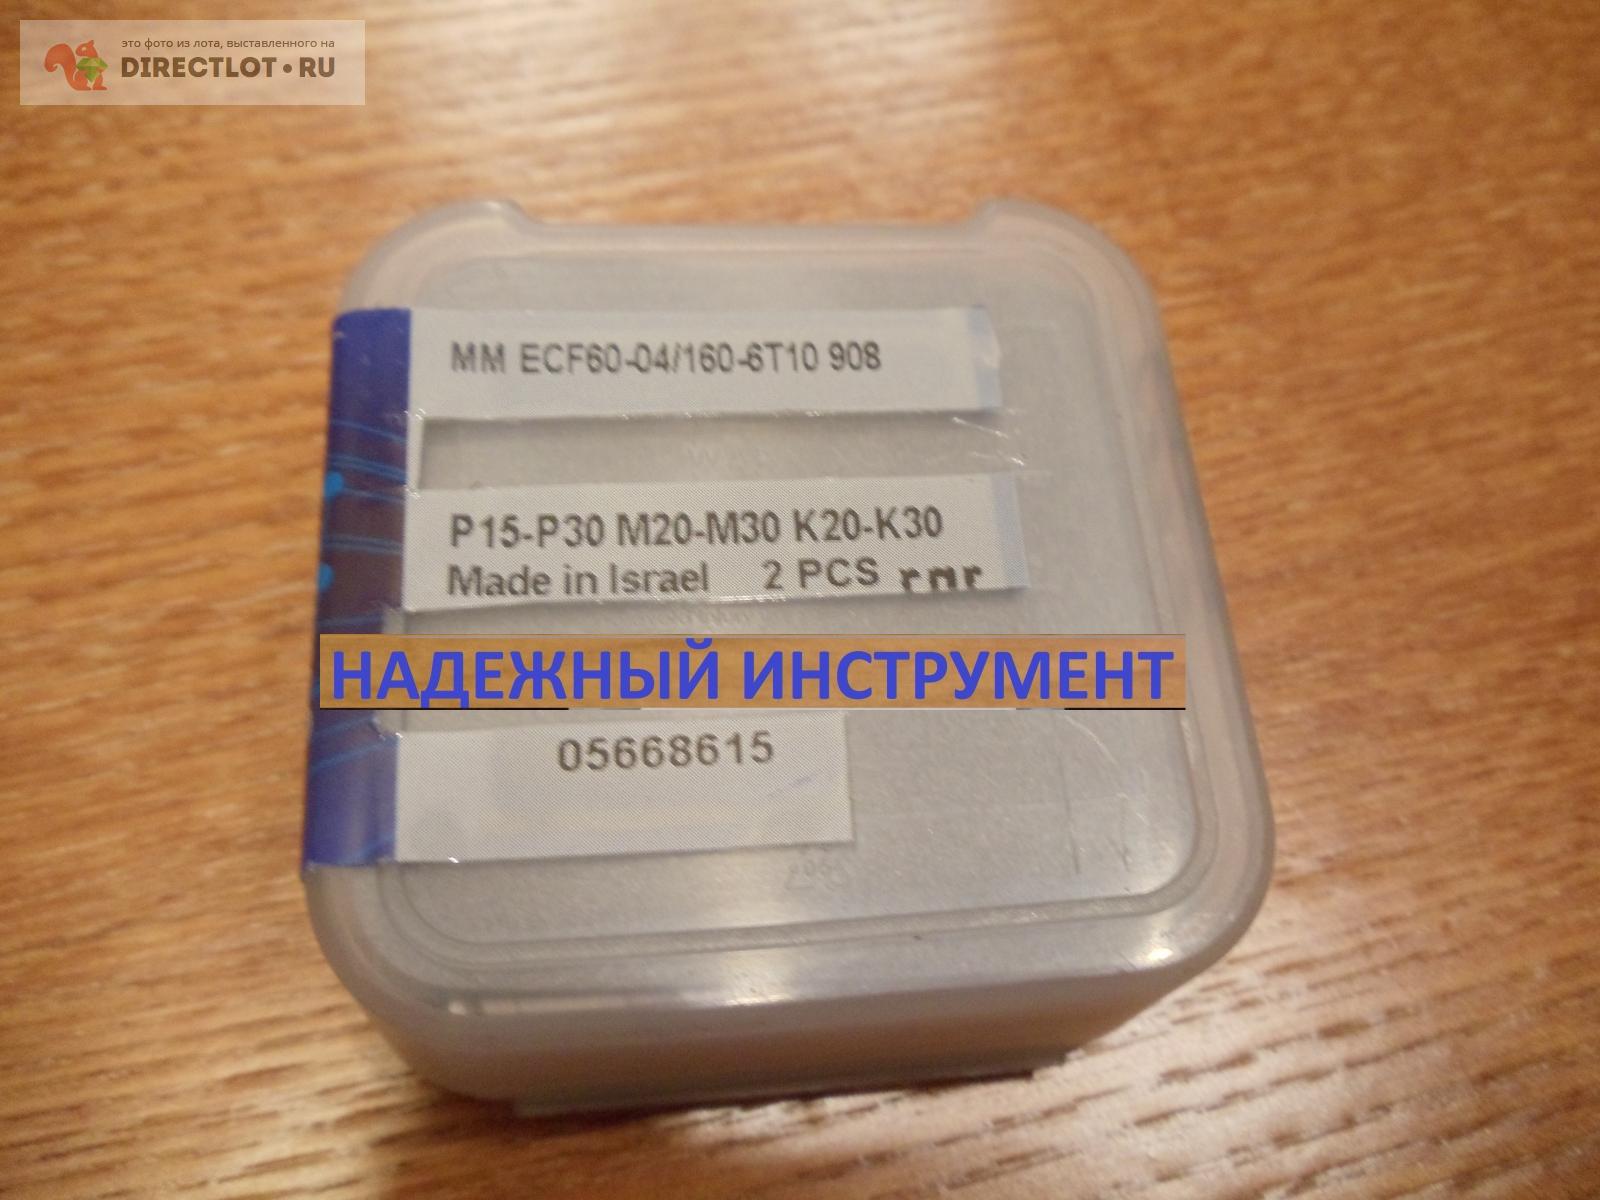 это фото из лота, выставленного на
DIRECTLOT•RU
MM ECF60-04/160-6T10 908
P15-P30 M20-M30 K20-K30
Made in Israel 2 PCS
НАДЕЖНЫЙ ИНСТРУМЕНТ
05668615